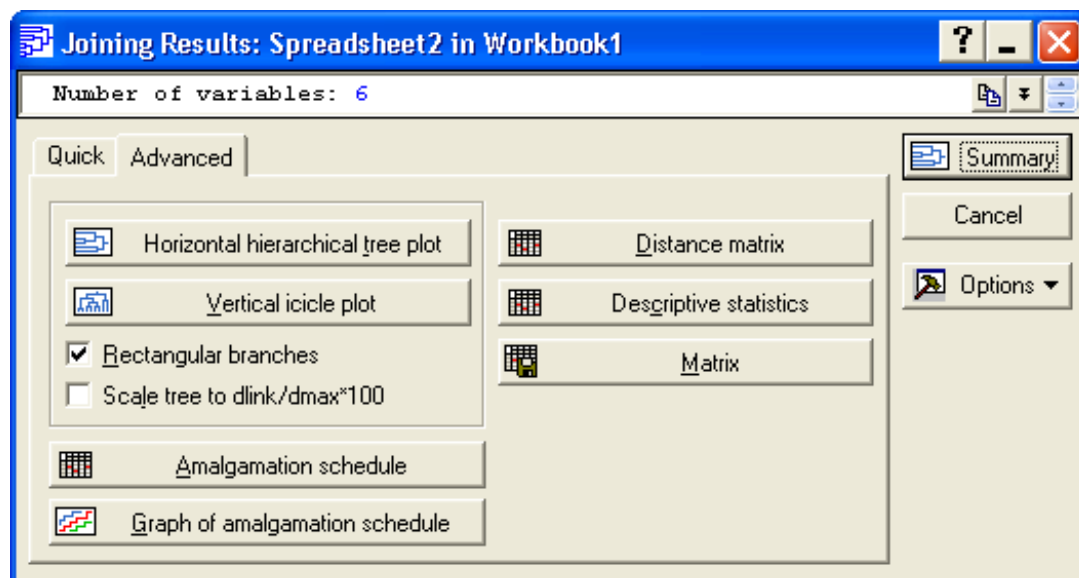 Joining Results: Spreadsheet2 in Workbook1
?
Number of variables: 6
Quick Advanced
Summary
Cancel
Options
Horizontal hierarchical tree plot
Vertical icicle plot
Rectangular branches
Scale tree to dlink/dmax*100
Amalgamation schedule
Graph of amalgamation schedule
Distance matrix
Descriptive statistics
Matrix